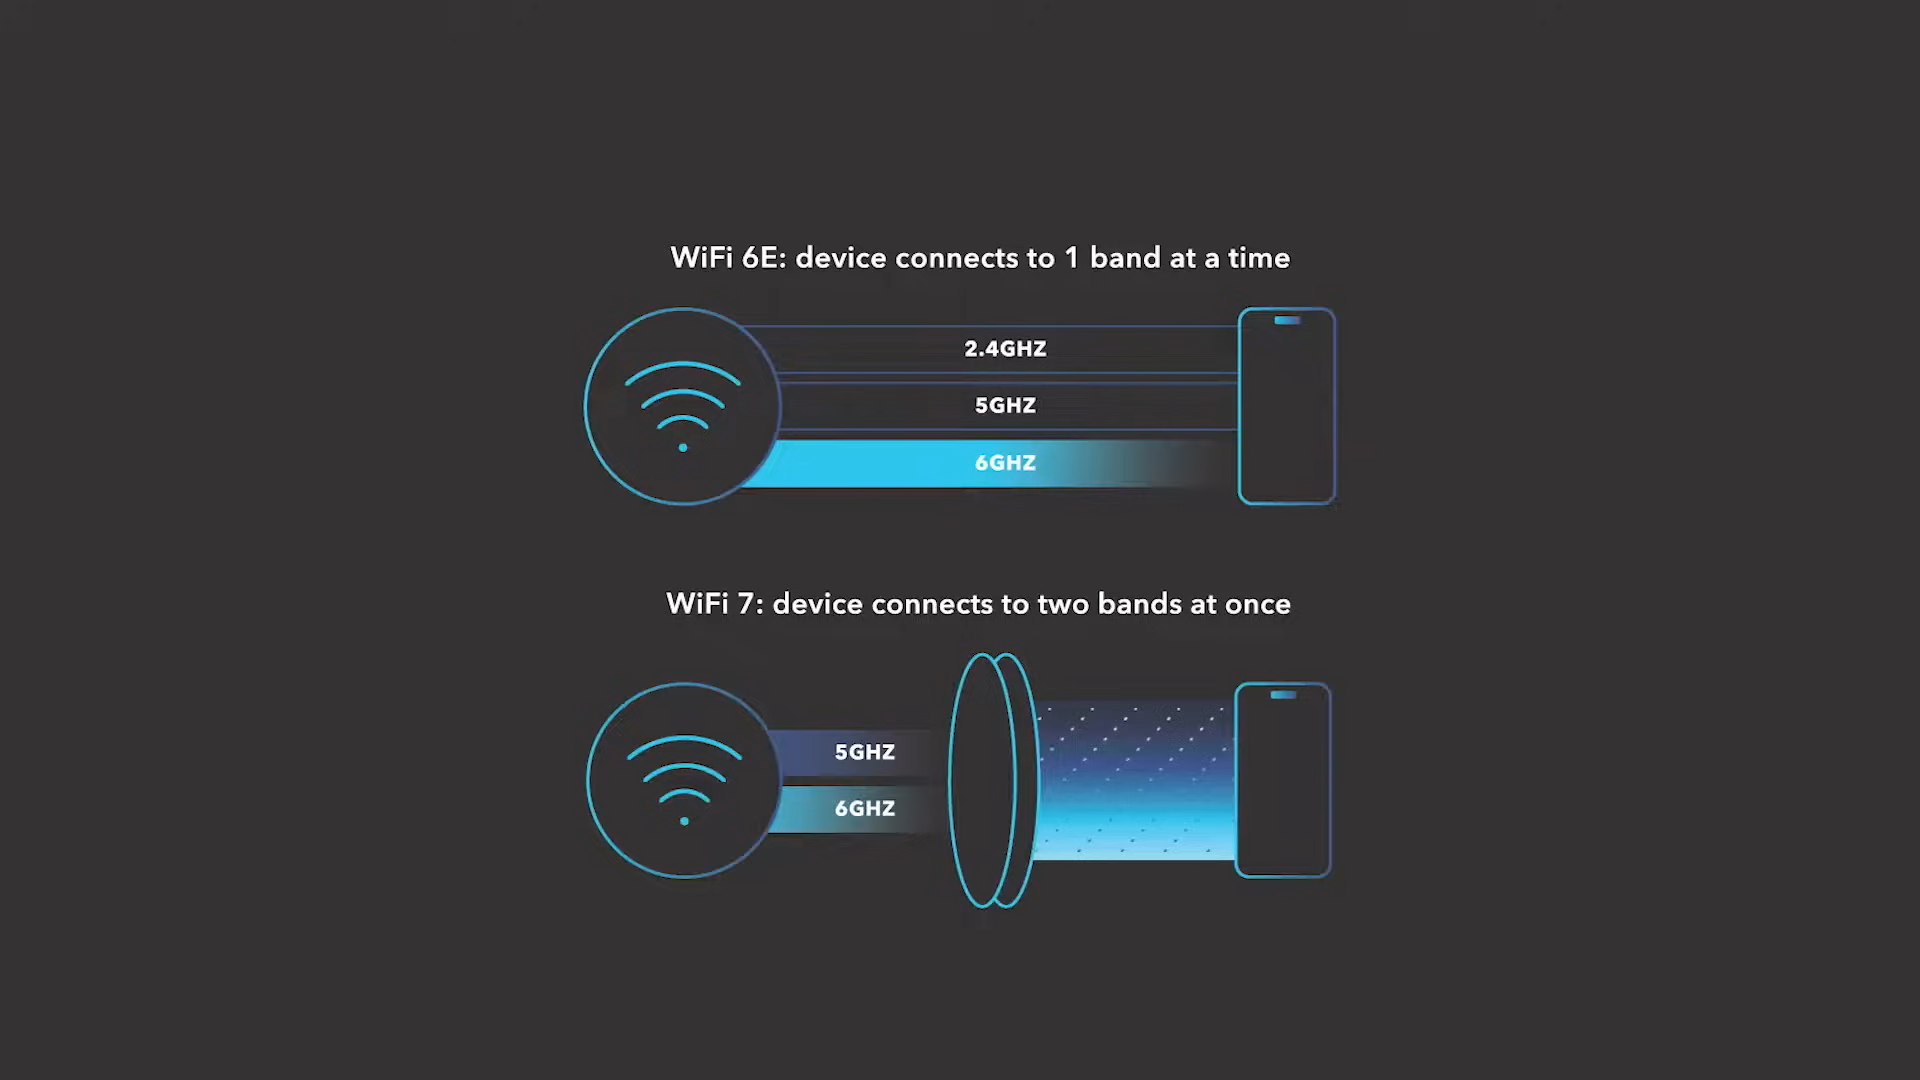 WiFi 6E: device connects to 1 band at a time
2.4GHZ
5GHZ
6GHZ
WiFi 7: device connects to two bands at once
5GHZ
6GHZ